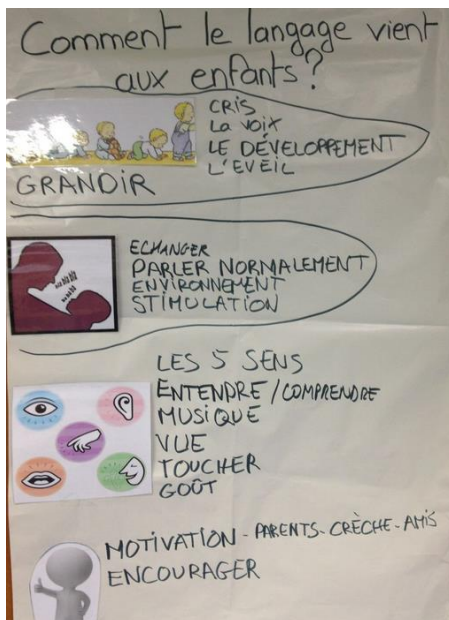 Comment le langage vient
aux enfants?
CRIS
La VOIX
LE DÉVELOPPEMENT
L'EVEIL
GRANDIR
ECHANGER
PARLER NORMALEMENT
ENVIRONNEMENT
STIMULATION
LES 5 SENS
ENTENDRE / COMPRENDRE
MUSIQUE
VUE
TOUCHER
GOÛT
MOTIVATION - PARENTS - CRÈCHE - AMIS
ENCOURAGER